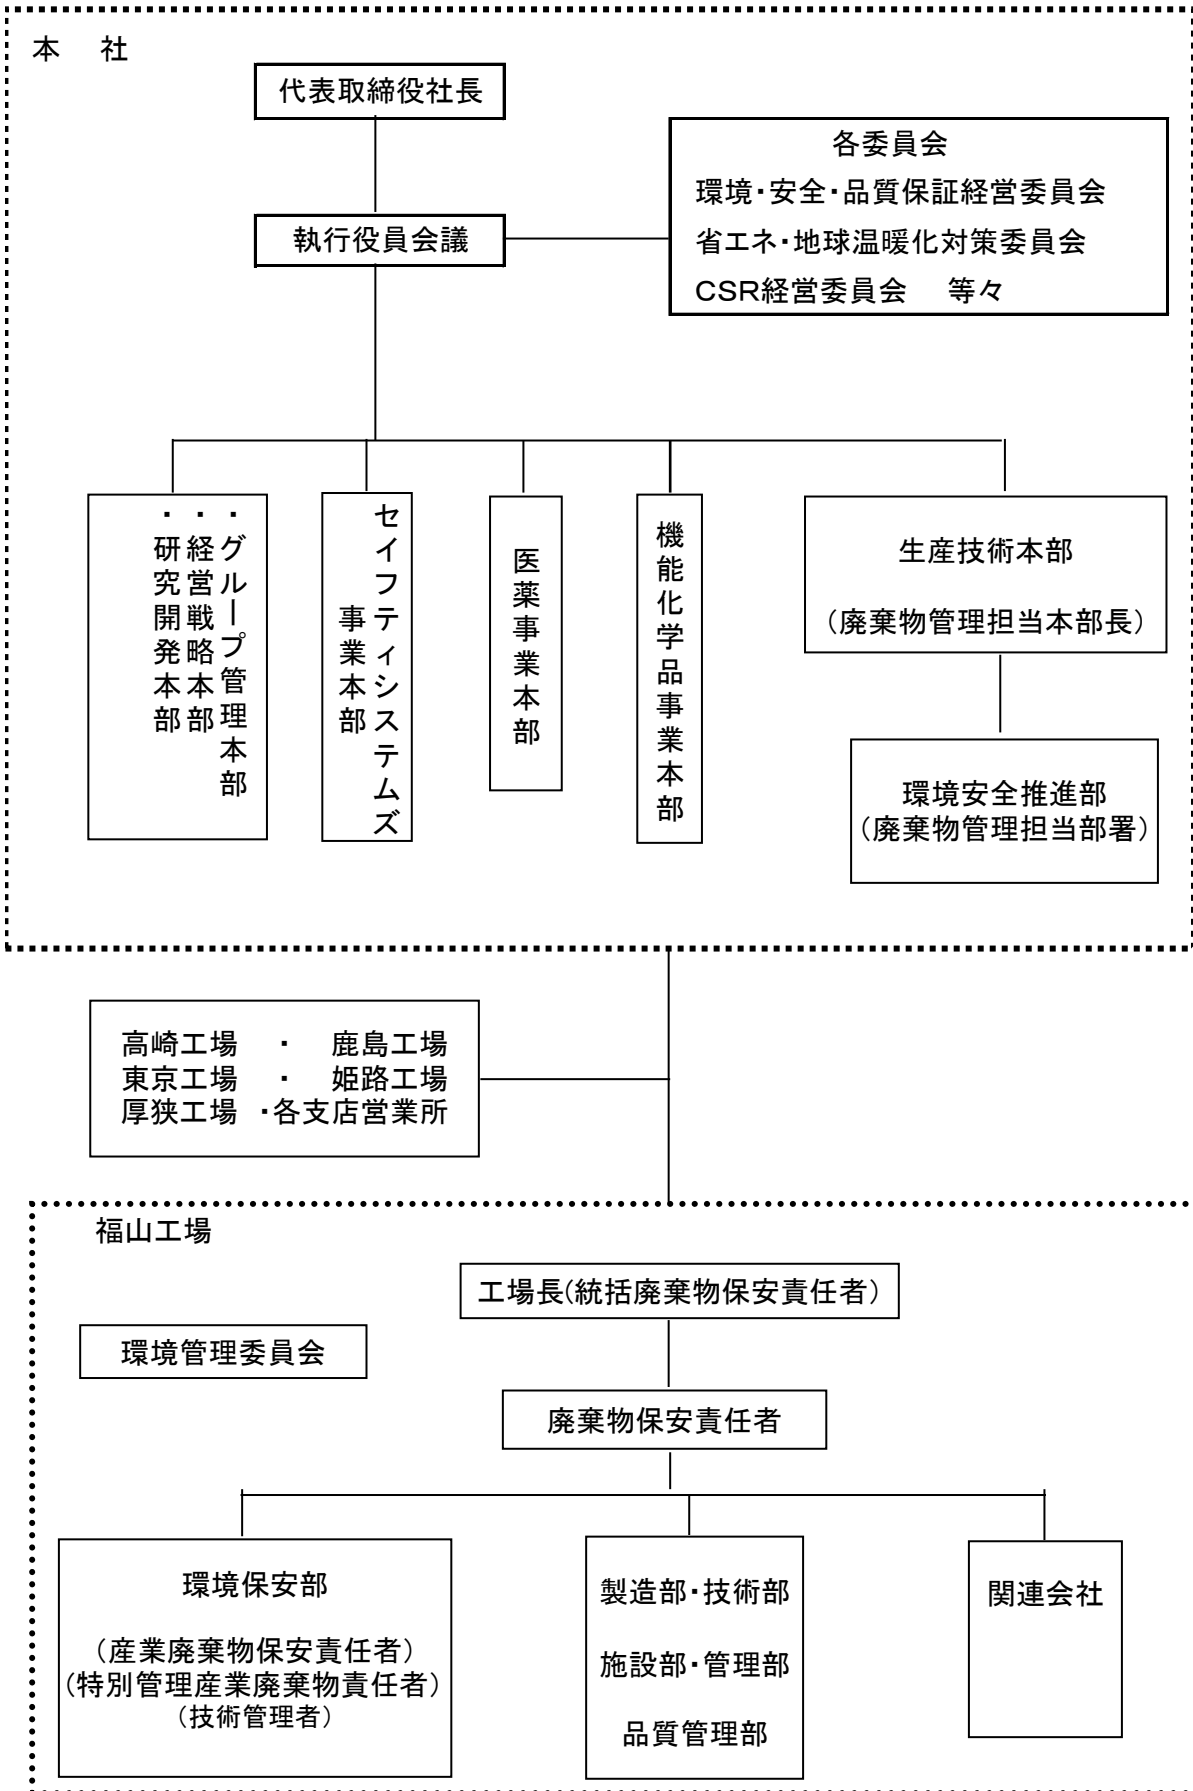 本　社
代表取締役社長
各委員会
環境・安全・品質保証経営委員会
省エネ・地球温暖化対策委員会
CSR経営委員会　等々
執行役員会議
・グループ管理本部
・経営戦略本部
・研究開発本部
セイフティシステムズ
事業本部
医薬事業本部
機能化学品事業本部
生産技術本部
（廃棄物管理担当本部長）
環境安全推進部
（廃棄物管理担当部署）
高崎工場　・　鹿島工場
東京工場　・　姫路工場
厚狭工場　・各支店営業所
福山工場
工場長（統括廃棄物保安責任者）
環境管理委員会
廃棄物保安責任者
環境保安部
（産業廃棄物保安責任者）
（特別管理産業廃棄物責任者）
（技術管理者）
製造部・技術部
施設部・管理部
品質管理部
関連会社